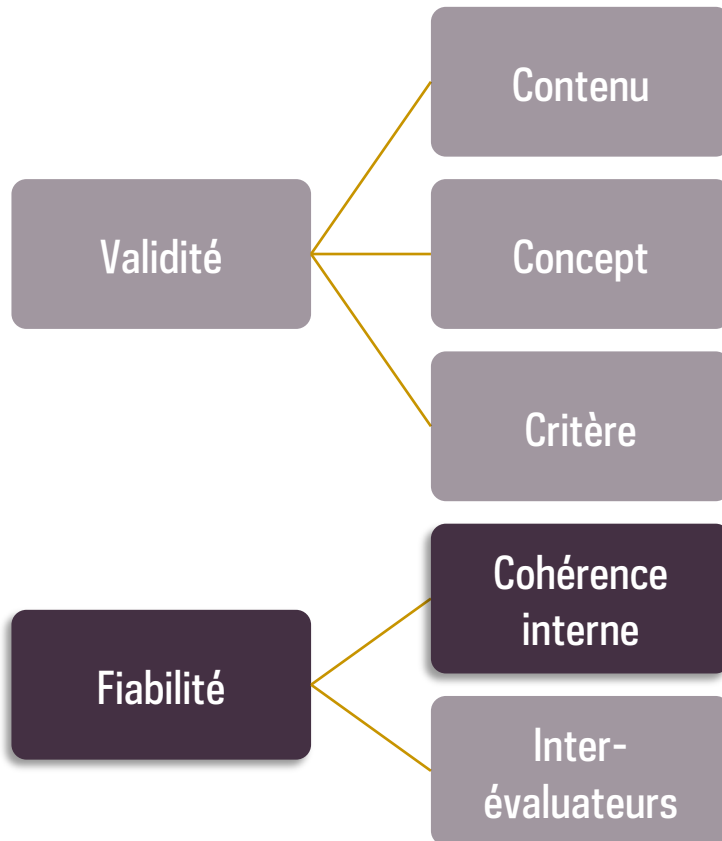 Contenu
Validité
Concept
Critère
Cohérence
interne
Fiabilité
Inter-
évaluateurs